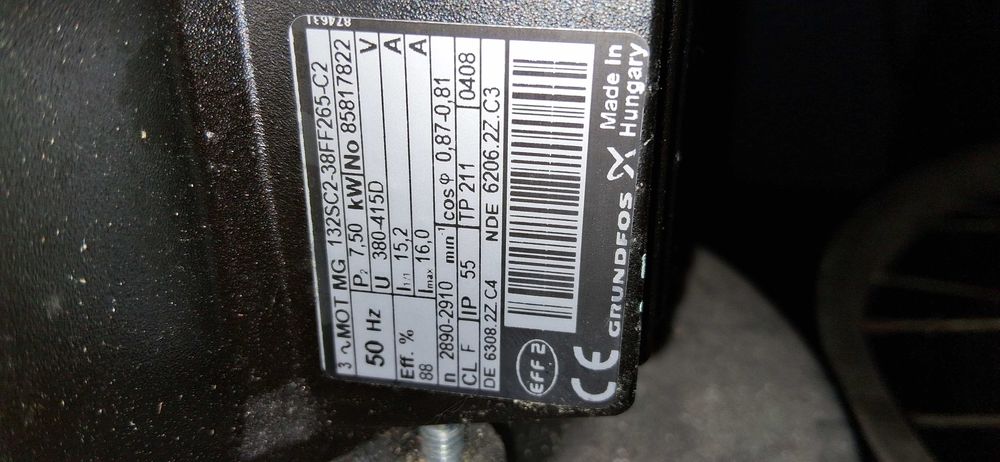 874631
3 ~ MOT MG 132SC2-38FF265-C2
50 Hz
P₂ 7,50 kW No 85817822
U 380-415D V
Eff. %
88
I₁/₁ 15,2 A
Imax 16,0 A
n 2890-2910 min⁻¹ cos φ 0,87-0,81
CL F IP 55 TP 211 0408
DE 6308.2Z.C4 NDE 6206.2Z.C3
EFF 2
CE GRUNDFOS
Made In
Hungary